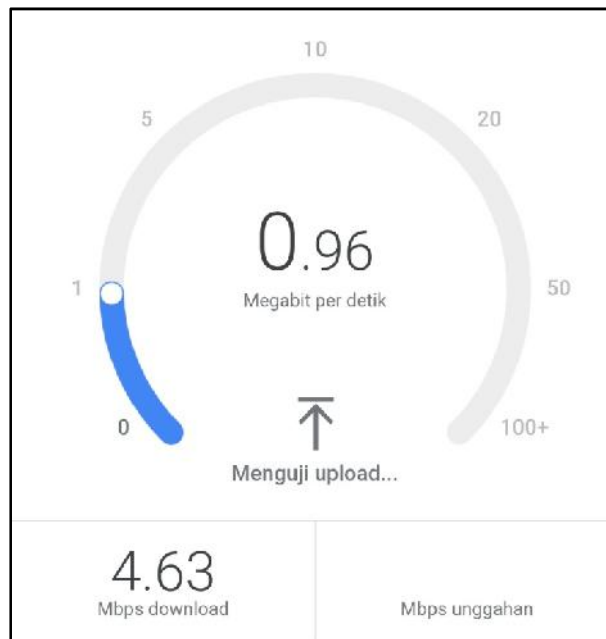 10
5
20
0.96
Megabit per detik
1
50
0
100+
Menguji upload...
4.63
Mbps download
Mbps unggahan